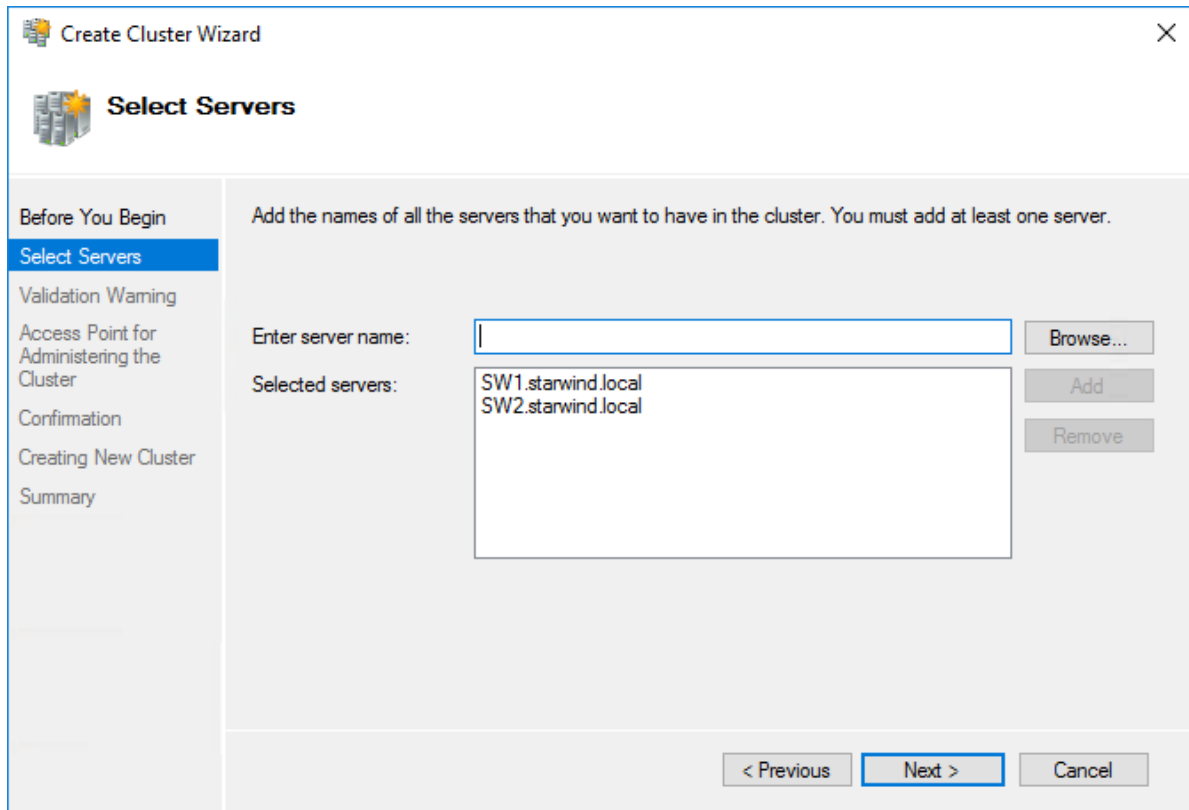 Create Cluster Wizard
Select Servers
Before You Begin
Select Servers
Validation Warning
Access Point for
Administering the
Cluster
Confirmation
Creating New Cluster
Summary
Add the names of all the servers that you want to have in the cluster. You must add at least one server.
Enter server name:
Browse...
Selected servers:
SW1.starwind.local
SW2.starwind.local
Add
Remove
< Previous
Next >
Cancel